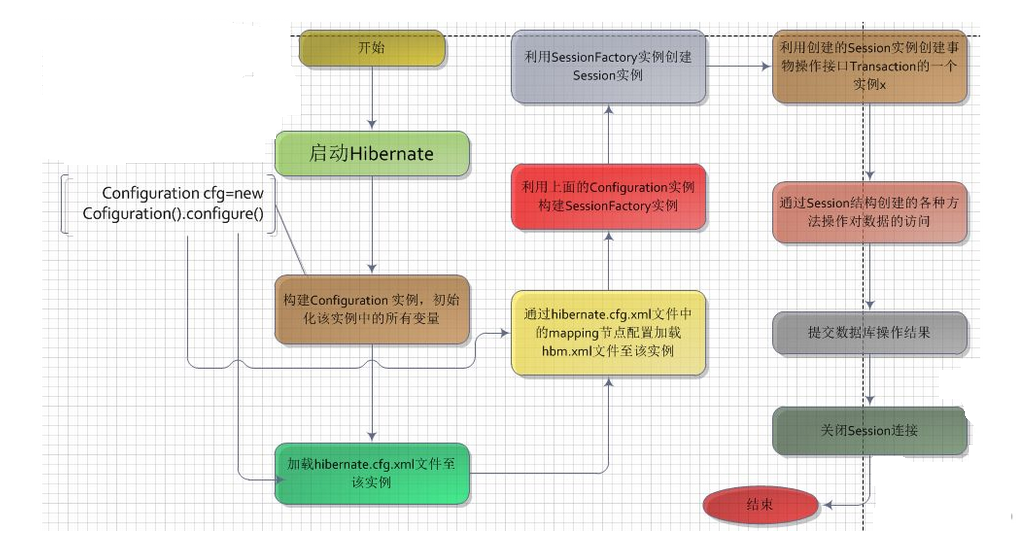 开始
启动Hibernate
Configuration cfg=new
Cofiguration().configure()
构建Configuration 实例，初始
化该实例中的所有变量
加载hibernate.cfg.xml文件至
该实例
通过hibernate.cfg.xml文件中
的mapping节点配置加载
hbm.xml文件至该实例
利用上面的Configuration实例
构建SessionFactory实例
利用SessionFactory实例创建
Session实例
利用创建的Session实例创建事
物操作接口Transaction的一个
实例x
通过Session结构创建的各种方
法操作对数据的访问
提交数据库操作结果
关闭Session连接
结束